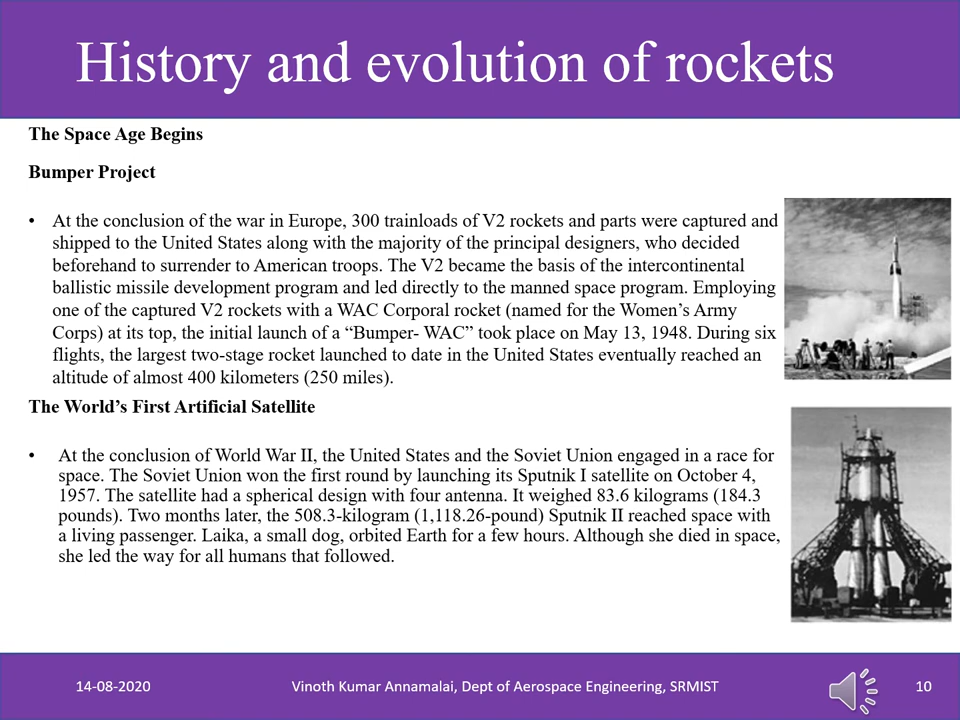 History and evolution of rockets
The Space Age Begins
Bumper Project
• At the conclusion of the war in Europe, 300 trainloads of V2 rockets and parts were captured and
shipped to the United States along with the majority of the principal designers, who decided
beforehand to surrender to American troops. The V2 became the basis of the intercontinental
ballistic missile development program and led directly to the manned space program. Employing
one of the captured V2 rockets with a WAC Corporal rocket (named for the Women’s Army
Corps) at its top, the initial launch of a “Bumper- WAC” took place on May 13, 1948. During six
flights, the largest two-stage rocket launched to date in the United States eventually reached an
altitude of almost 400 kilometers (250 miles).
The World’s First Artificial Satellite
• At the conclusion of World War II, the United States and the Soviet Union engaged in a race for
space. The Soviet Union won the first round by launching its Sputnik I satellite on October 4,
1957. The satellite had a spherical design with four antenna. It weighed 83.6 kilograms (184.3
pounds). Two months later, the 508.3-kilogram (1,118.26-pound) Sputnik II reached space with
a living passenger. Laika, a small dog, orbited Earth for a few hours. Although she died in space,
she led the way for all humans that followed.
14-08-2020
Vinoth Kumar Annamalai, Dept of Aerospace Engineering, SRMIST
10